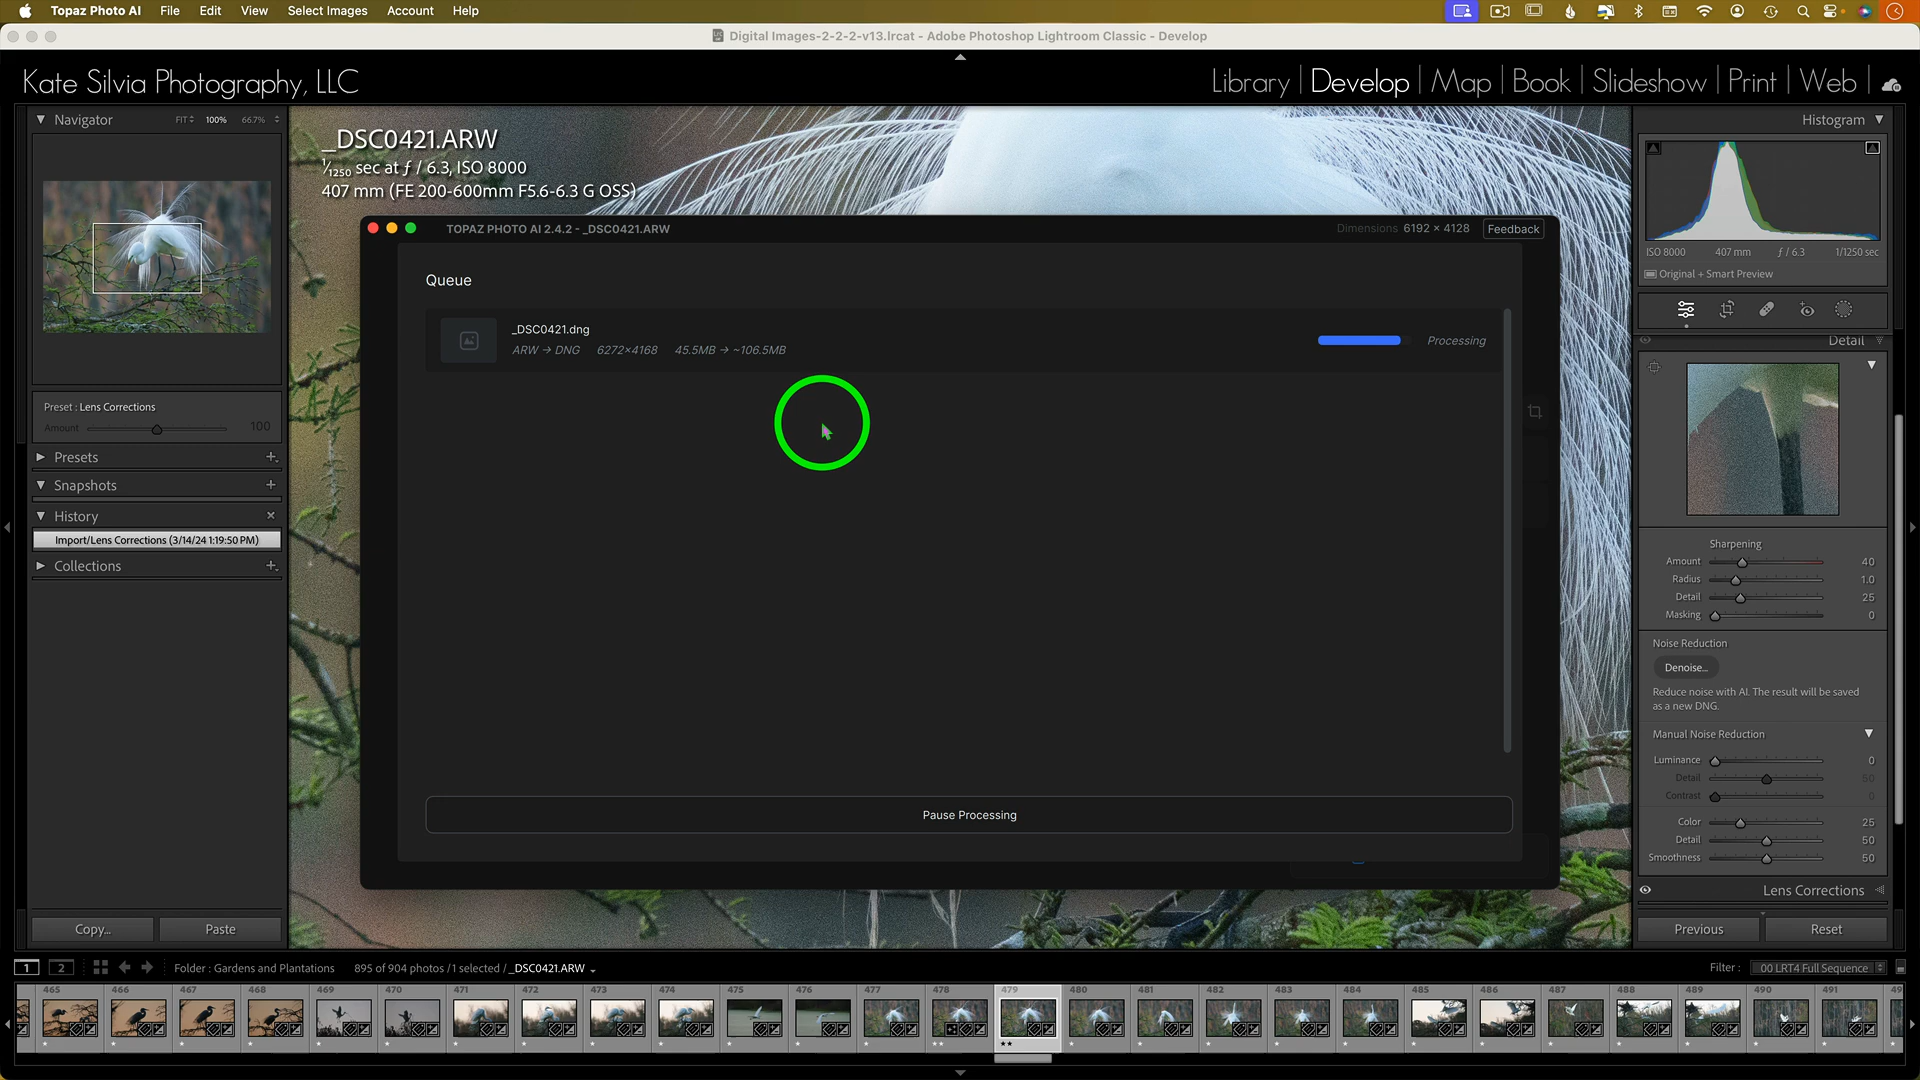 Topaz Photo AI File Edit View Select Images Account Help
Digital Images-2-2-2-v13.lrcat - Adobe Photoshop Lightroom Classic - Develop
Kate Silvia Photography, LLC
Library | Develop | Map | Book | Slideshow | Print | Web |
Navigator FIT 100% 66.7%
Preset : Lens Corrections
Amount 100
Presets
Snapshots
History
Import/Lens Corrections (3/14/24 1:19:50 PM)
Collections
Copy... Paste
_DSC0421.ARW
1/1250 sec at ƒ / 6.3, ISO 8000
407 mm (FE 200-600mm F5.6-6.3 G OSS)
TOPAZ PHOTO AI 2.4.2 - _DSC0421.ARW
Dimensions 6192 × 4128 Feedback
Queue
_DSC0421.dng
ARW → DNG 6272×4168 45.5MB → ~106.5MB
Processing
Pause Processing
Histogram
ISO 8000 407 mm ƒ / 6.3 1/1250 sec
Original + Smart Preview
Detail
Sharpening
Amount 40
Radius 1.0
Detail 25
Masking 0
Noise Reduction
Denoise...
Reduce noise with AI. The result will be saved
as a new DNG.
Manual Noise Reduction
Luminance 0
Detail 50
Contrast 0
Color 25
Detail 50
Smoothness 50
Lens Corrections
Previous Reset
1 2 Folder : Gardens and Plantations 895 of 904 photos / 1 selected / _DSC0421.ARW
Filter : 00 LRT4 Full Sequence
465 466 467 468 469 470 471 472 473 474 475 476 477 478 479 480 481 482 483 484 485 486 487 488 489 490 491 49